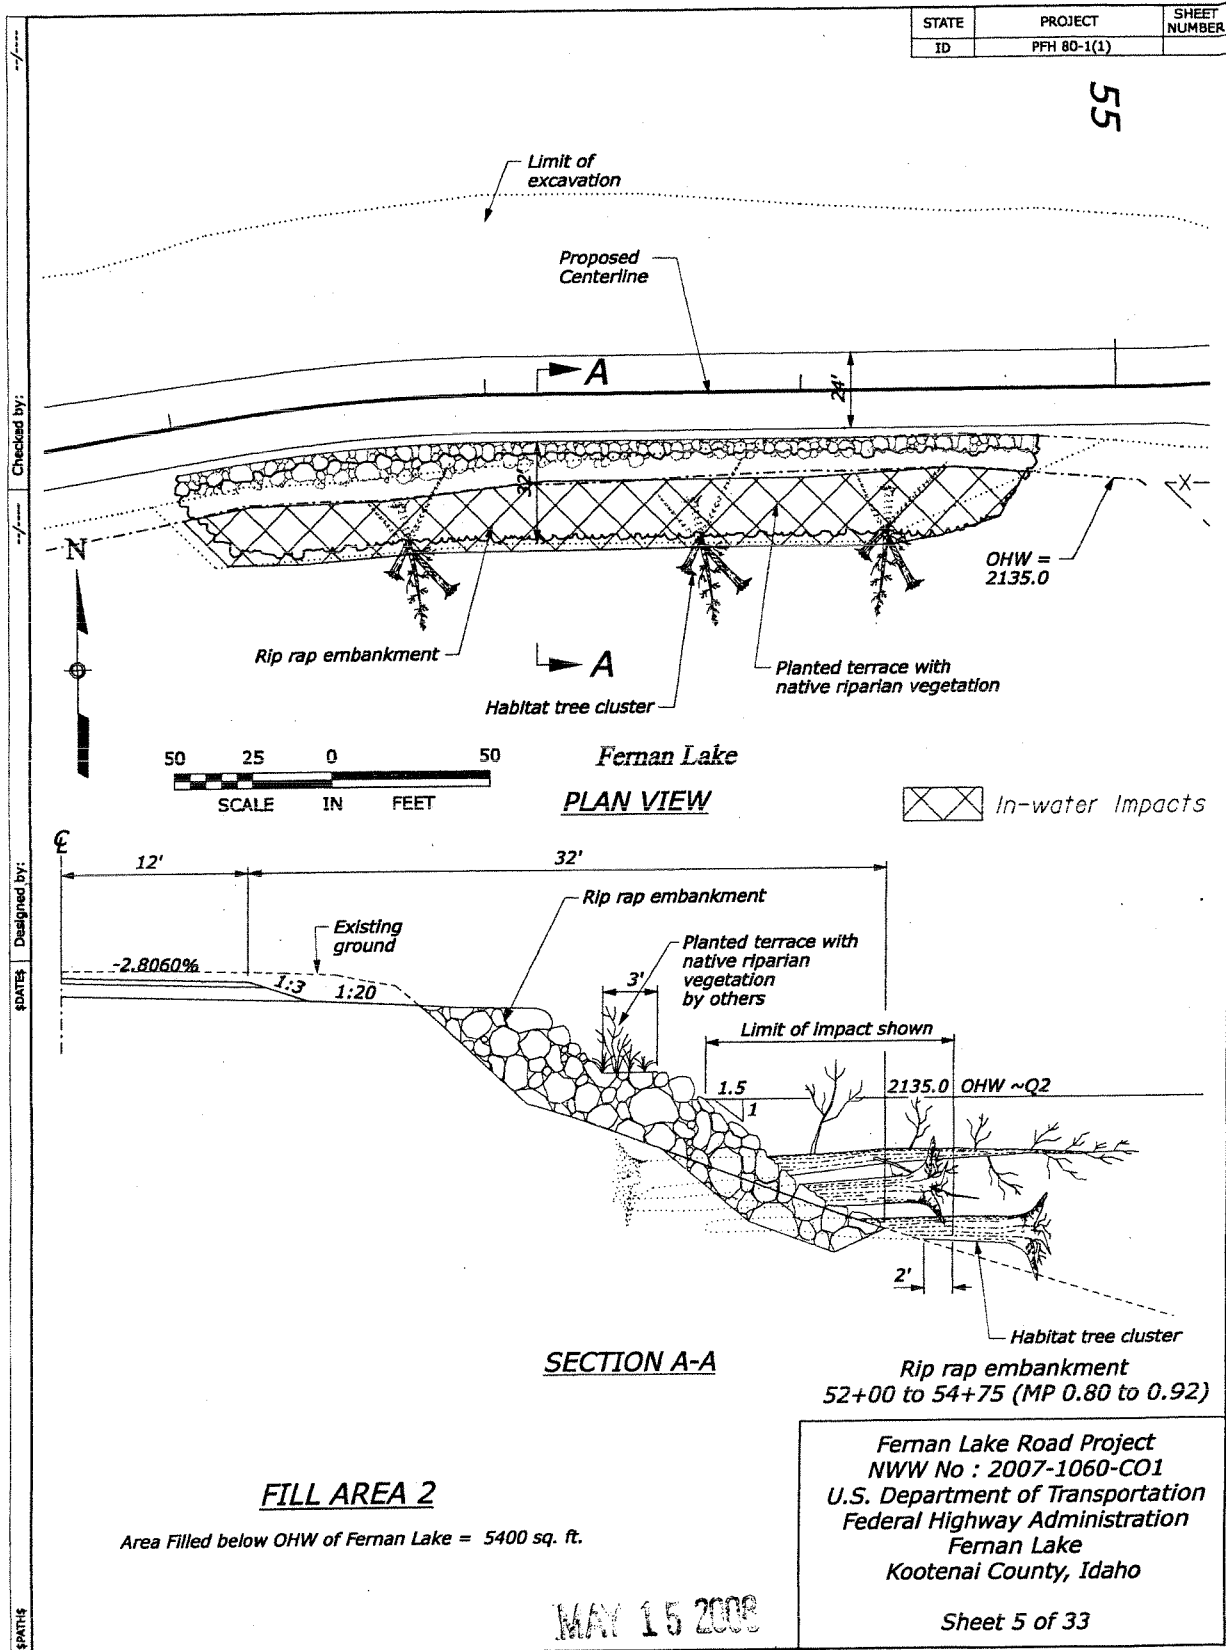 STATE PROJECT SHEET NUMBER
ID PFH 80-1(1)
55
Limit of
excavation
Proposed
Centerline
A
24'
32'
X
N
OHW =
2135.0
Rip rap embankment
A
Planted terrace with
native riparian vegetation
Habitat tree cluster
50 25 0 50
SCALE IN FEET
Fernan Lake
PLAN VIEW
In-water Impacts
℄
12'
32'
Rip rap embankment
Existing
ground
Planted terrace with
native riparian
vegetation
by others
-2.8060%
1:3
1:20
3'
Limit of impact shown
1.5
1
2135.0 OHW ~Q2
2'
Habitat tree cluster
SECTION A-A
Rip rap embankment
52+00 to 54+75 (MP 0.80 to 0.92)
FILL AREA 2
Area Filled below OHW of Fernan Lake = 5400 sq. ft.
Fernan Lake Road Project
NWW No : 2007-1060-CO1
U.S. Department of Transportation
Federal Highway Administration
Fernan Lake
Kootenai County, Idaho
Sheet 5 of 33
MAY 15 2008
--/----
Checked by:
--/----
Designed by:
$DATE$
$PATH$